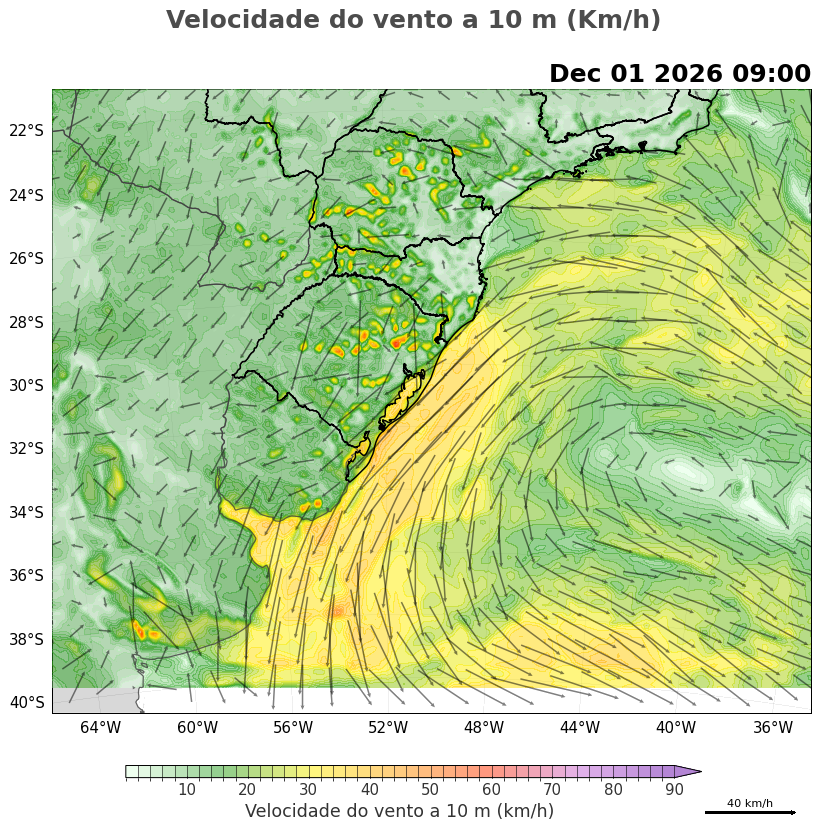 Velocidade do vento a 10 m (Km/h)
Dec 01 2026 09:00
22°S
24°S
26°S
28°S
30°S
32°S
34°S
36°S
38°S
40°S
64°W 60°W 56°W 52°W 48°W 44°W 40°W 36°W
10 20 30 40 50 60 70 80 90
Velocidade do vento a 10 m (km/h)
40 km/h